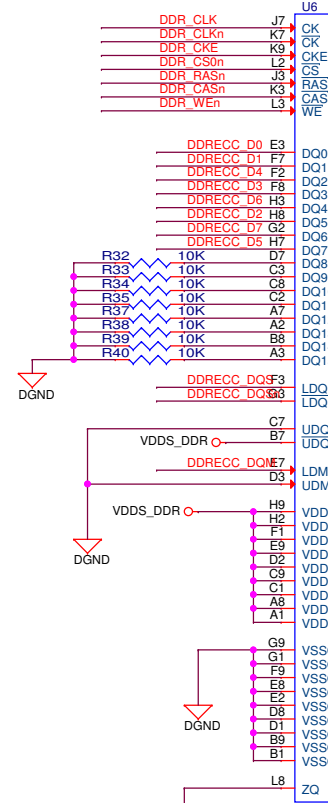 U6
DDR_CLK J7 CK
DDR_CLKn K7 CK
DDR_CKE K9 CKE
DDR_CS0n L2 CS
DDR_RASn J3 RAS
DDR_CASn K3 CAS
DDR_WEn L3 WE
DDRECC_D0 E3 DQ0
DDRECC_D1 F7 DQ1
DDRECC_D4 F2 DQ2
DDRECC_D3 F8 DQ3
DDRECC_D6 H3 DQ4
DDRECC_D2 H8 DQ5
DDRECC_D7 G2 DQ6
DDRECC_D5 H7 DQ7
R32 10K D7 DQ8
R33 10K C3 DQ9
R34 10K C8 DQ1
R35 10K C2 DQ1
R37 10K A7 DQ1
R38 10K A2 DQ1
R39 10K B8 DQ1
R40 10K A3 DQ1
DGND
DDRECC_DQS F3 LDQ
G3 LDQ
C7 UDQ
VDDS_DDR B7 UDQ
DDRECC_DQM E7 LDM
D3 UDM
VDDS_DDR H9 VDD
H2 VDD
F1 VDD
E9 VDD
D2 VDD
C9 VDD
C1 VDD
A8 VDD
A1 VDD
DGND
G9 VSS
G1 VSS
F9 VSS
E8 VSS
E2 VSS
D8 VSS
D1 VSS
B9 VSS
B1 VSS
DGND
L8 ZQ